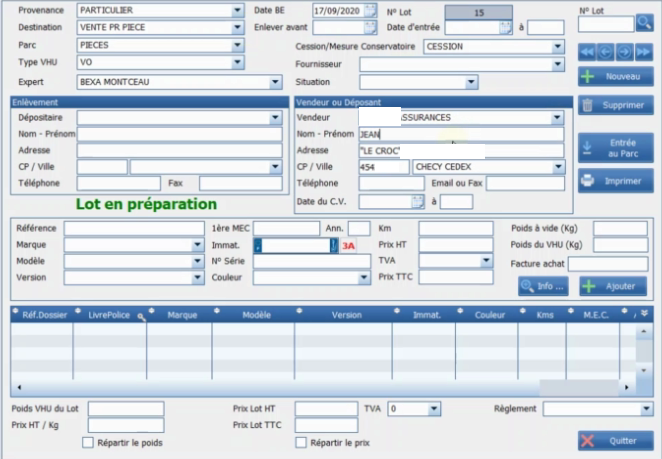 Provenance PARTICULIER Date BE 17/09/2020 N° Lot 15 N° Lot
Destination VENTE PR PIECE Enlever avant Date d'entrée à
Parc PIECES Cession/Mesure Conservatoire CESSION
Type VHU VO Fournisseur Nouveau
Expert BEXA MONTCEAU Situation
Enlèvement Vendeur ou Déposant Supprimer
Dépositaire Vendeur ASSURANCES
Nom - Prénom Nom - Prénom JEAN Entrée au Parc
Adresse Adresse "LE CROC"
CP / Ville CP / Ville 454 CHECY CEDEX
Téléphone Fax Téléphone Email ou Fax Imprimer
Date du C.V. à
Lot en préparation
Référence 1ère MEC Ann. Km Poids à vide (Kg)
Marque Immat. 3A Prix HT Poids du VHU (Kg)
Modèle N° Série TVA Facture achat
Version Couleur Prix TTC
Info ... Ajouter
Réf.Dossier LivrePolice Marque Modèle Version Immat. Couleur Kms M.E.C.
Poids VHU du Lot Prix Lot HT TVA 0 Règlement
Prix HT / Kg Prix Lot TTC
Répartir le poids Répartir le prix Quitter